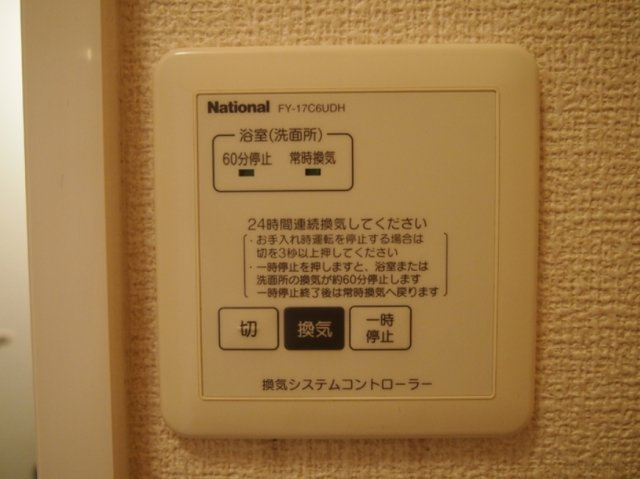 National FY-17C6UDH
浴室(洗面所)
60分停止 常時換気
24時間連続換気してください
・お手入れ時運転を停止する場合は
切を3秒以上押してください
・一時停止を押しますと、浴室または
洗面所の換気が約60分停止します
一時停止終了後は常時換気へ戻ります
切 換気 一時
停止
換気システムコントローラー